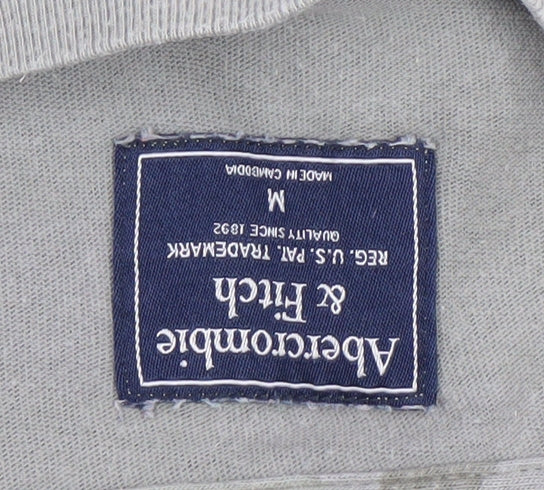 Abercrombie
& Fitch
REG. U.S. PAT. TRADEMARK
QUALITY SINCE 1892
M
MADE IN CAMBODIA